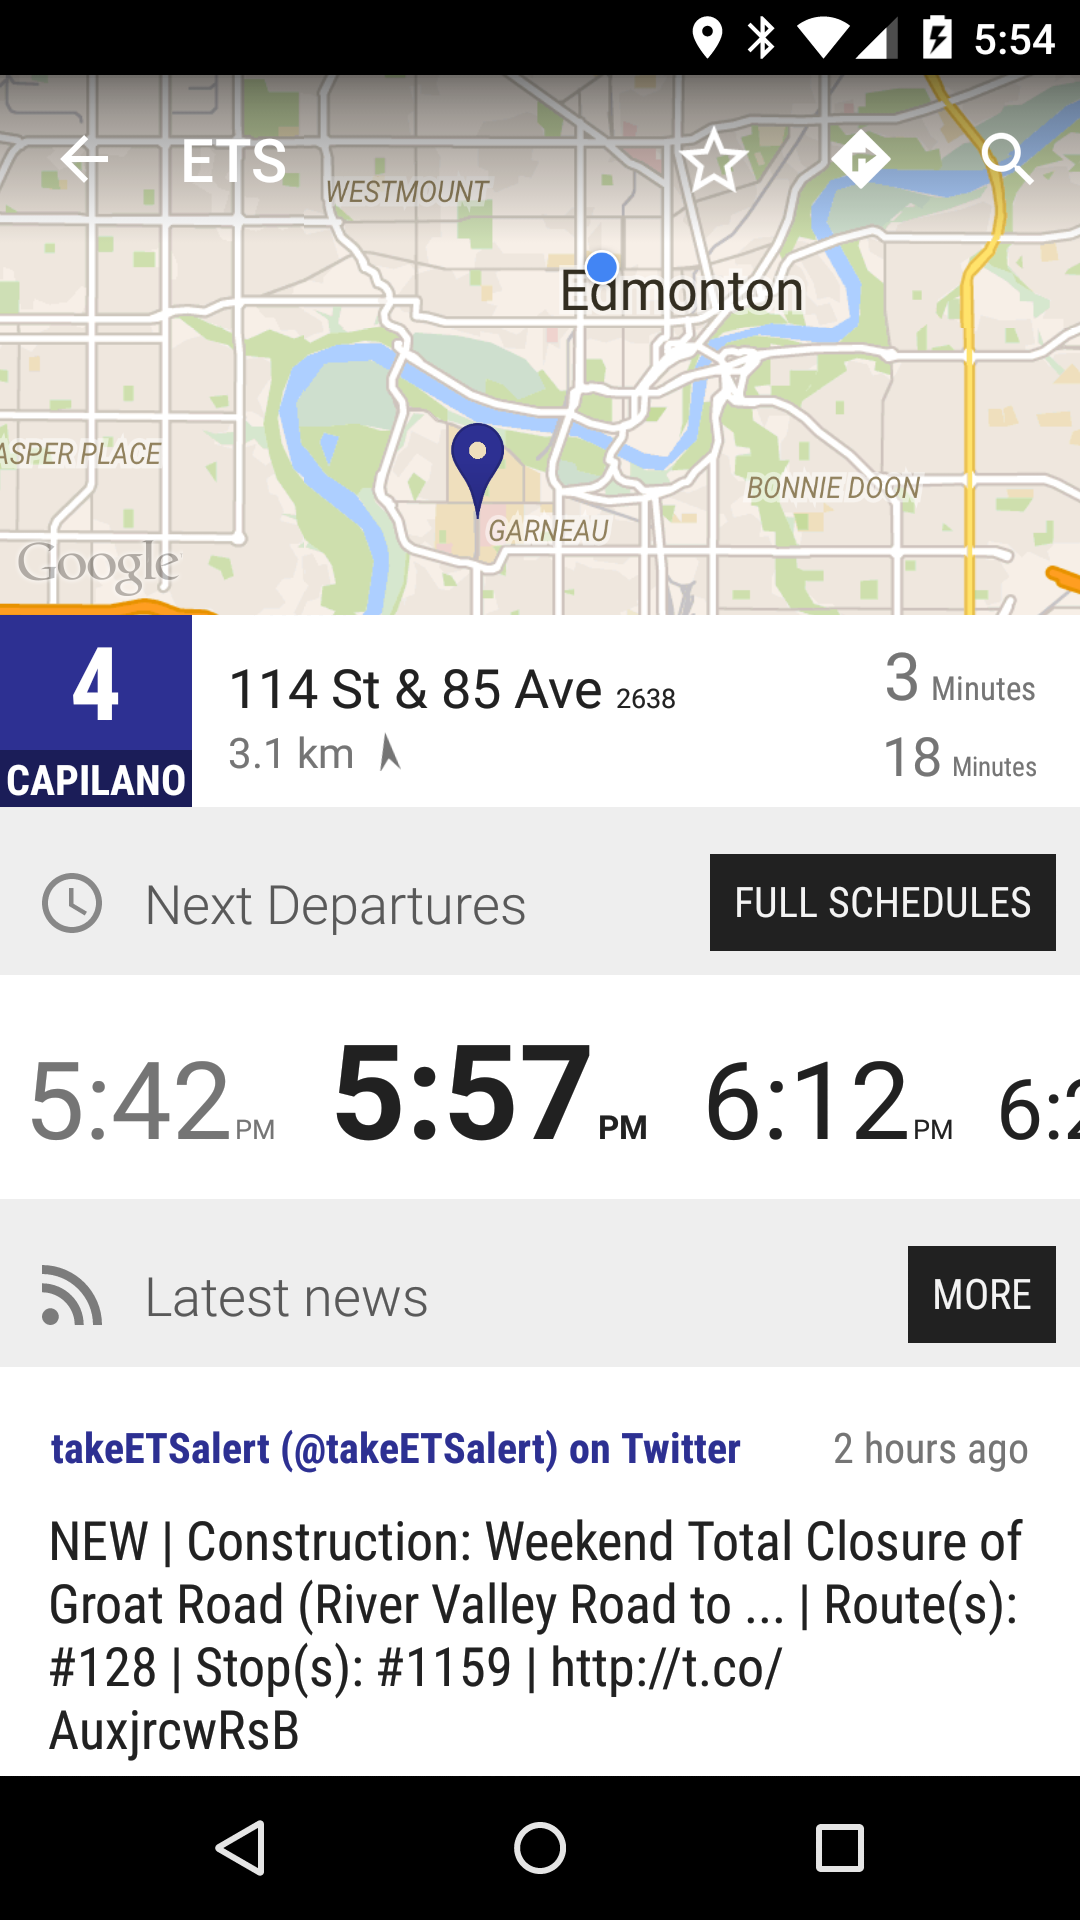 5:54
ETS
WESTMOUNT
Edmonton
ASPER PLACE
BONNIE DOON
GARNEAU
Google
4
CAPILANO
114 St & 85 Ave 2638
3.1 km
3 Minutes
18 Minutes
Next Departures
FULL SCHEDULES
5:42 PM
5:57 PM
6:12 PM
6:2
Latest news
MORE
takeETSalert (@takeETSalert) on Twitter
2 hours ago
NEW | Construction: Weekend Total Closure of
Groat Road (River Valley Road to ... | Route(s):
#128 | Stop(s): #1159 | http://t.co/
AuxjrcwRsB